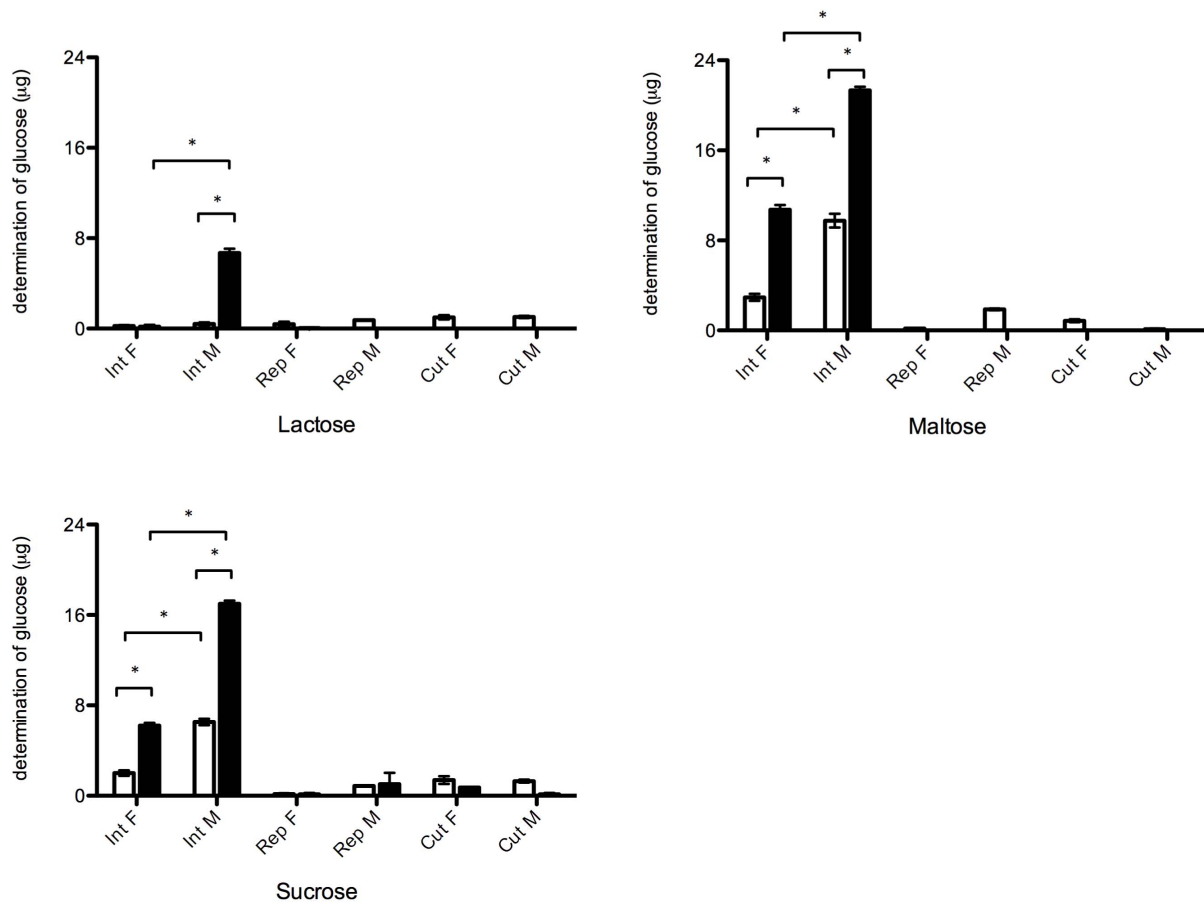 determination of glucose (µg)
24
16
8
0
*
*
Int F
Int M
Rep F
Rep M
Cut F
Cut M
Lactose
determination of glucose (µg)
24
16
8
0
*
*
*
*
Int F
Int M
Rep F
Rep M
Cut F
Cut M
Maltose
determination of glucose (µg)
24
16
8
0
*
*
*
*
Int F
Int M
Rep F
Rep M
Cut F
Cut M
Sucrose